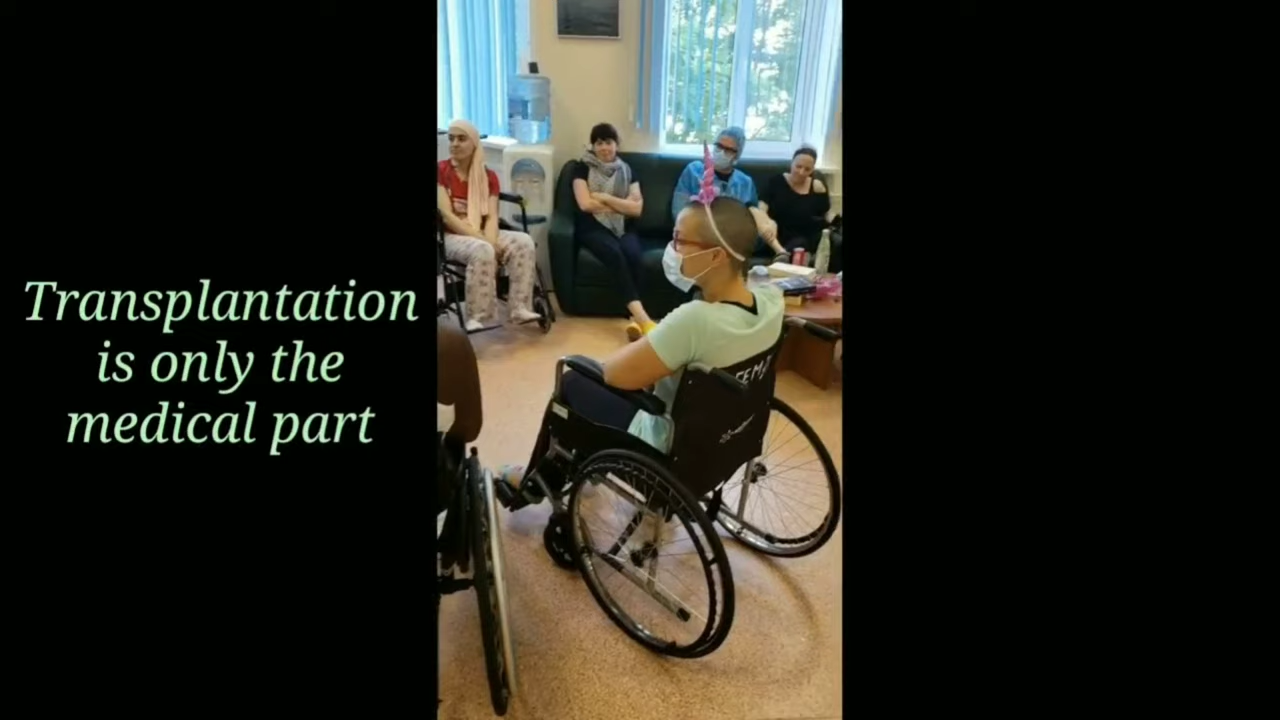 Transplantation
is only the
medical part